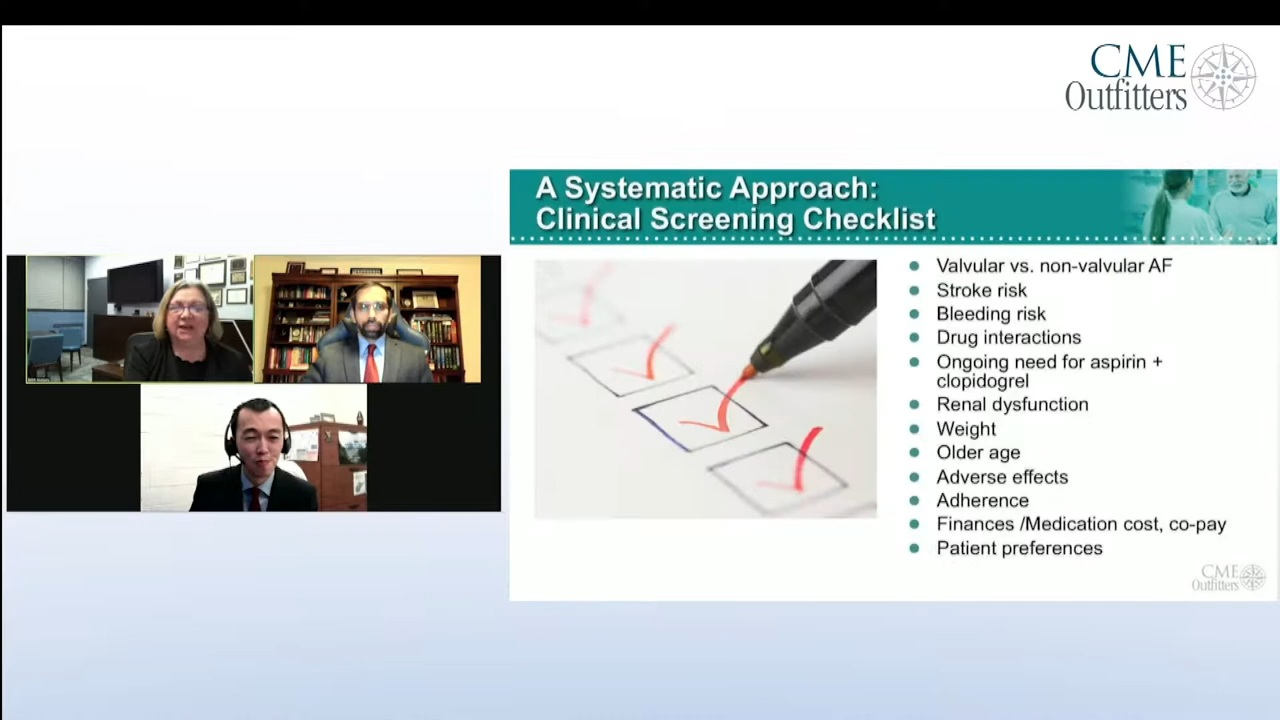 CME
Outfitters
A Systematic Approach:
Clinical Screening Checklist
Valvular vs. non-valvular AF
Stroke risk
Bleeding risk
Drug interactions
Ongoing need for aspirin +
clopidogrel
Renal dysfunction
Weight
Older age
Adverse effects
Adherence
Finances /Medication cost, co-pay
Patient preferences
CME
Outfitters